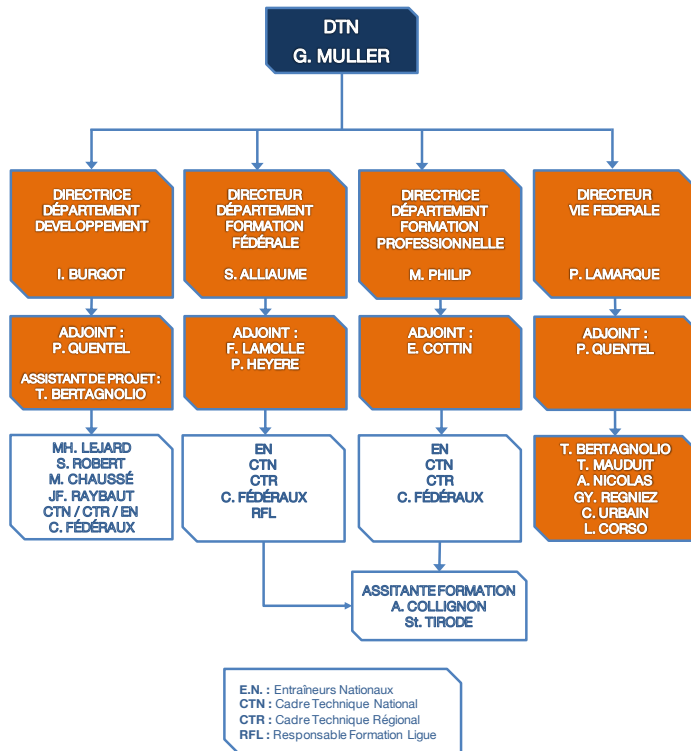 DTN
G. MULLER
DIRECTRICE
DÉPARTEMENT
DEVELOPPEMENT
I. BURGOT
DIRECTEUR
DÉPARTEMENT
FORMATION
FÉDÉRALE
S. ALLIAUME
DIRECTRICE
DÉPARTEMENT
FORMATION
PROFESSIONNELLE
M. PHILIP
DIRECTEUR
VIE FEDERALE
P. LAMARQUE
ADJOINT :
P. QUENTEL
ASSISTANT DE PROJET :
T. BERTAGNOLIO
ADJOINT :
F. LAMOLLE
P. HEYERE
ADJOINT :
E. COTTIN
ADJOINT :
P. QUENTEL
MH. LEJARD
S. ROBERT
M. CHAUSSÉ
JF. RAYBAUT
CTN / CTR / EN
C. FÉDÉRAUX
EN
CTN
CTR
C. FÉDÉRAUX
RFL
EN
CTN
CTR
C. FÉDÉRAUX
T. BERTAGNOLIO
T. MAUDUIT
A. NICOLAS
GY. REGNIEZ
C. URBAIN
L. CORSO
ASSITANTE FORMATION
A. COLLIGNON
St. TIRODE
E.N. : Entraîneurs Nationaux
CTN : Cadre Technique National
CTR : Cadre Technique Régional
RFL : Responsable Formation Ligue